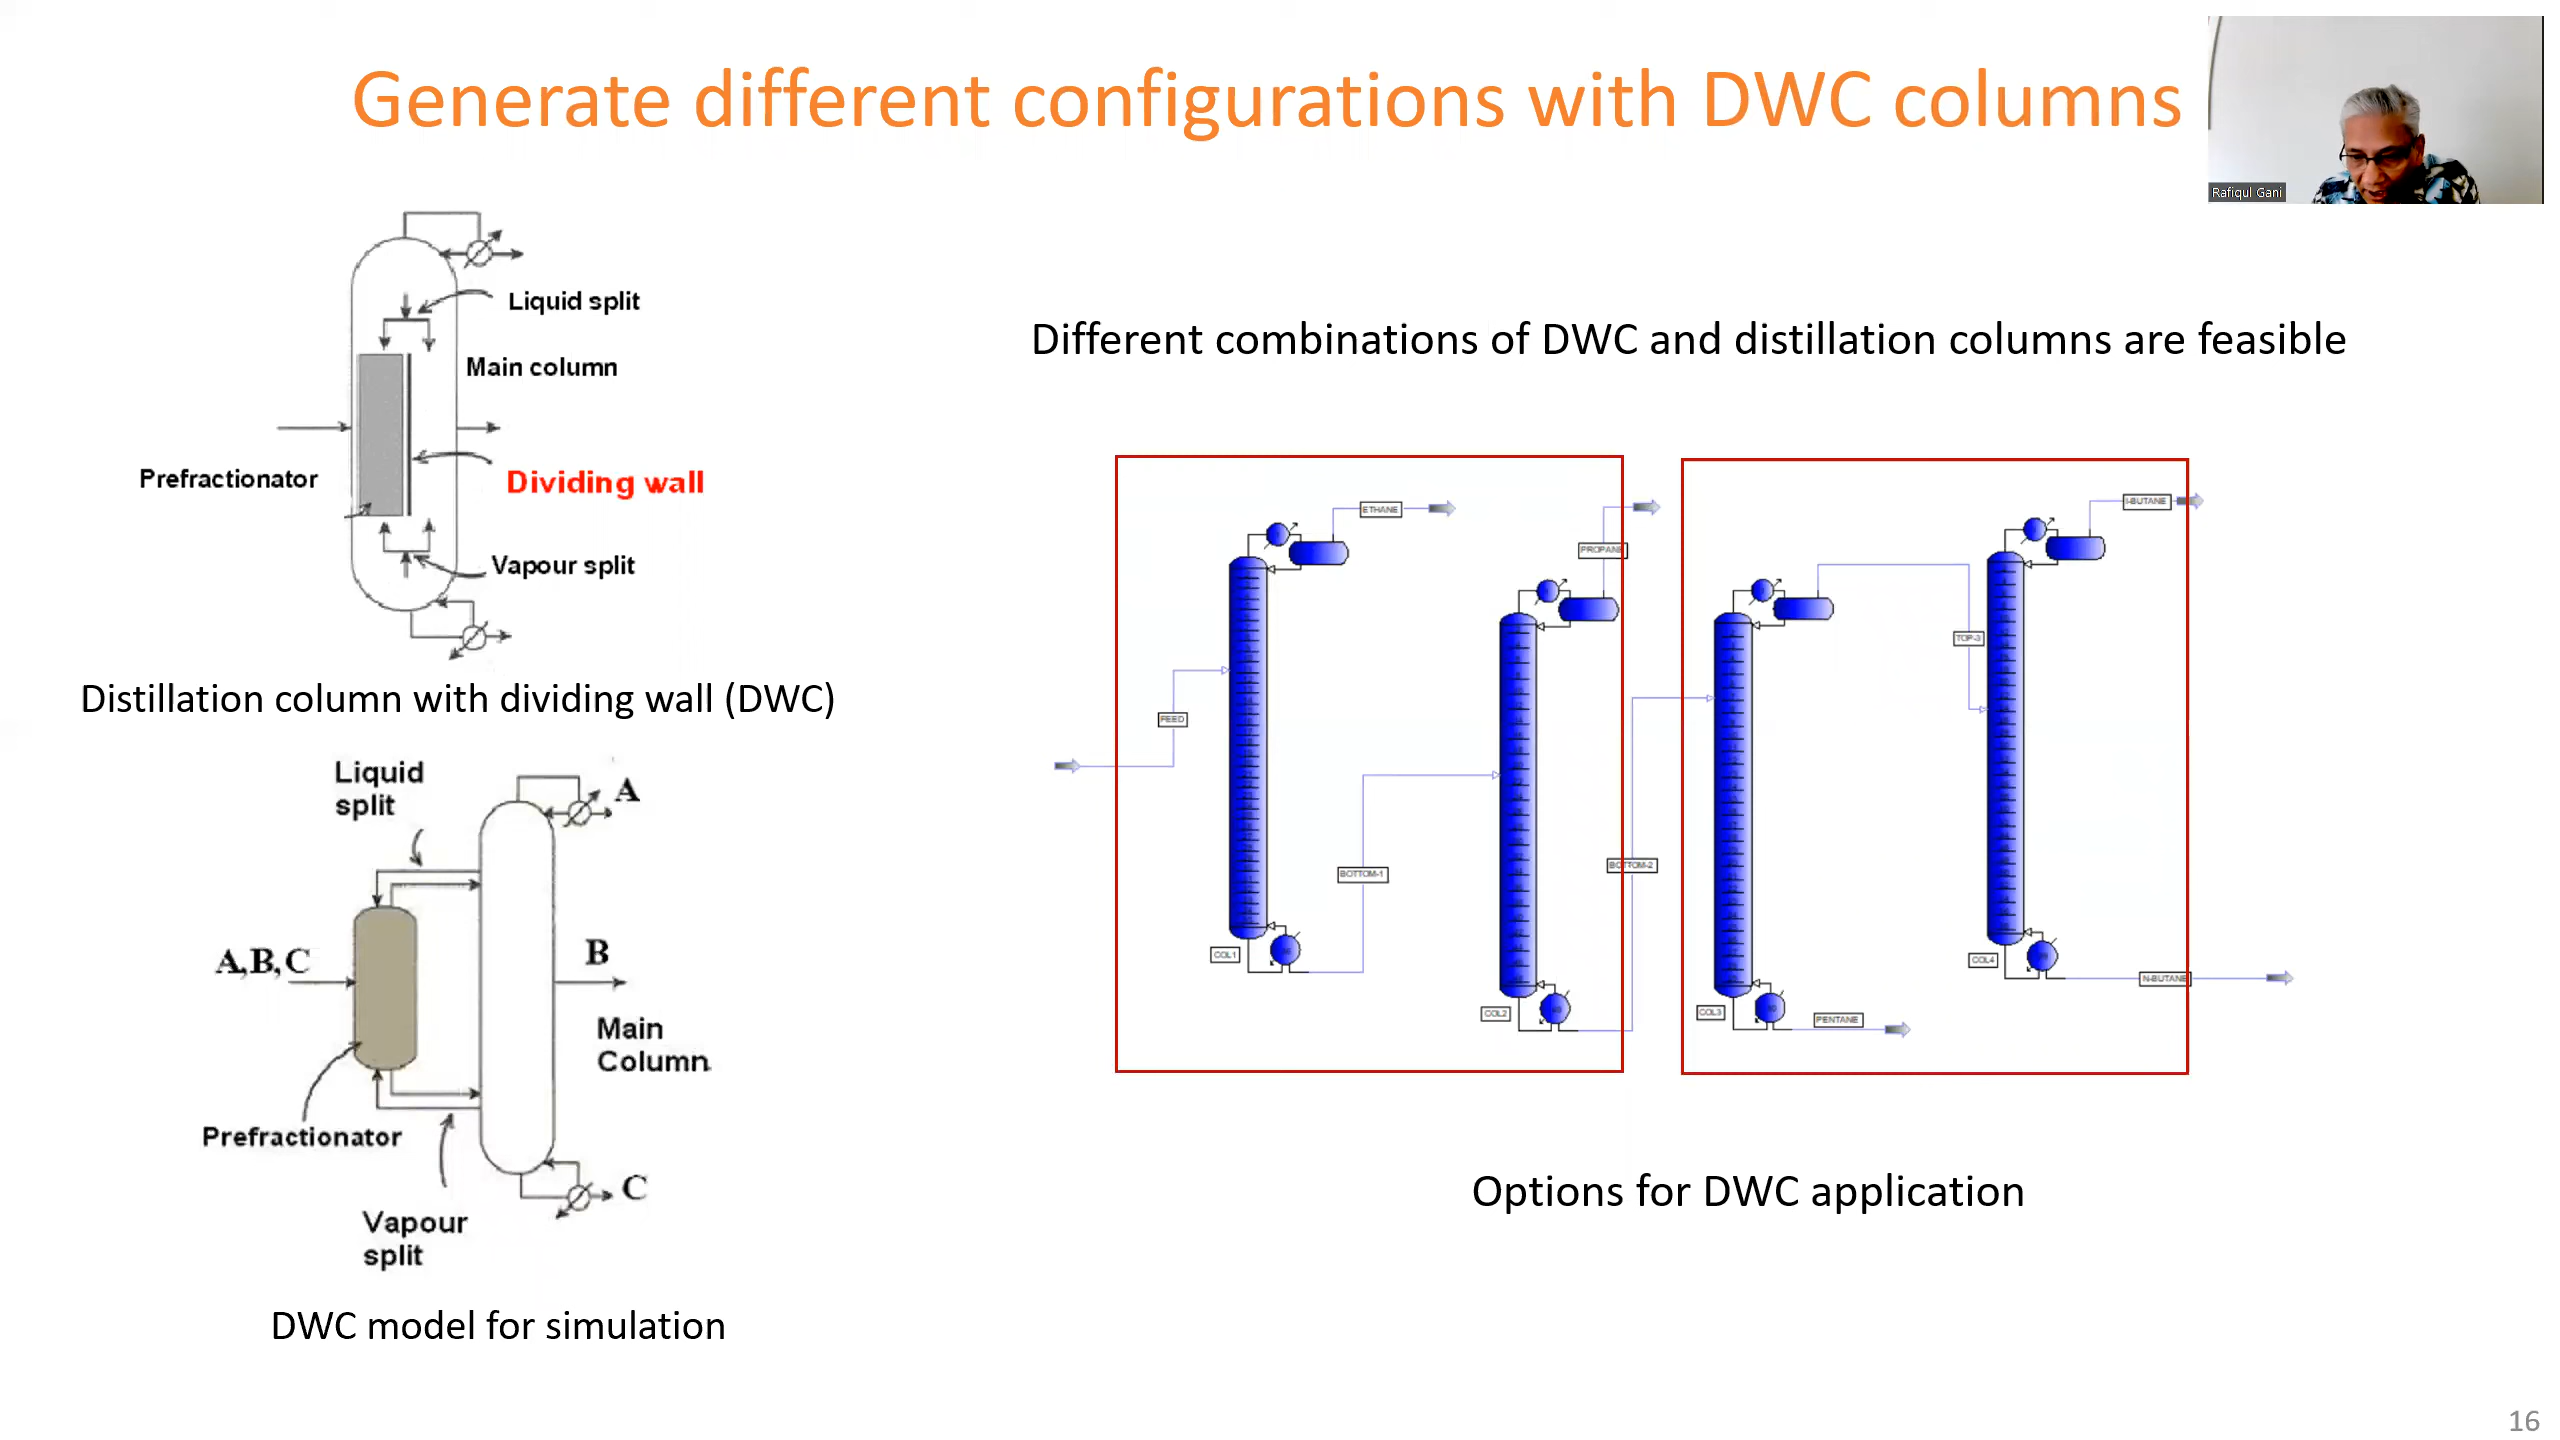 Generate different configurations with DWC columns
Rafiqul Gani
Liquid split
Main column
Prefractionator
Dividing wall
Vapour split
Distillation column with dividing wall (DWC)
Liquid
split
A
A,B,C
B
Main
Column
Prefractionator
C
Vapour
split
DWC model for simulation
Different combinations of DWC and distillation columns are feasible
ETHANE
PROPANE
I-BUTANE
TOP-3
FEED
BOTTOM-1
BOTTOM-2
COL1
COL2
COL3
COL4
PENTANE
N-BUTANE
Options for DWC application
16